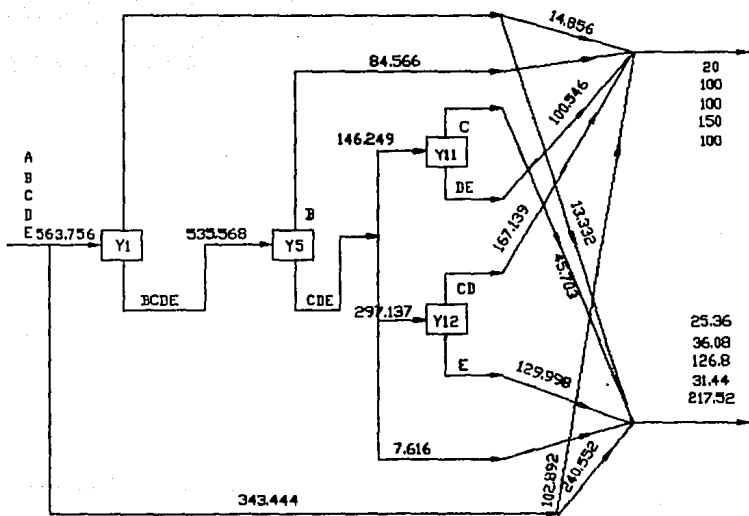 14.856
84.566
20
100
100
150
100
100.546
C
146.249
Y11
DE
A
B
C
D
E
563.756
Y1
535.568
B
Y5
167.139
13.332
45.703
CD
BCDE
CDE
297.137
Y12
E
129.998
25.36
36.08
126.8
31.44
217.52
7.616
102.892
240.552
343.444